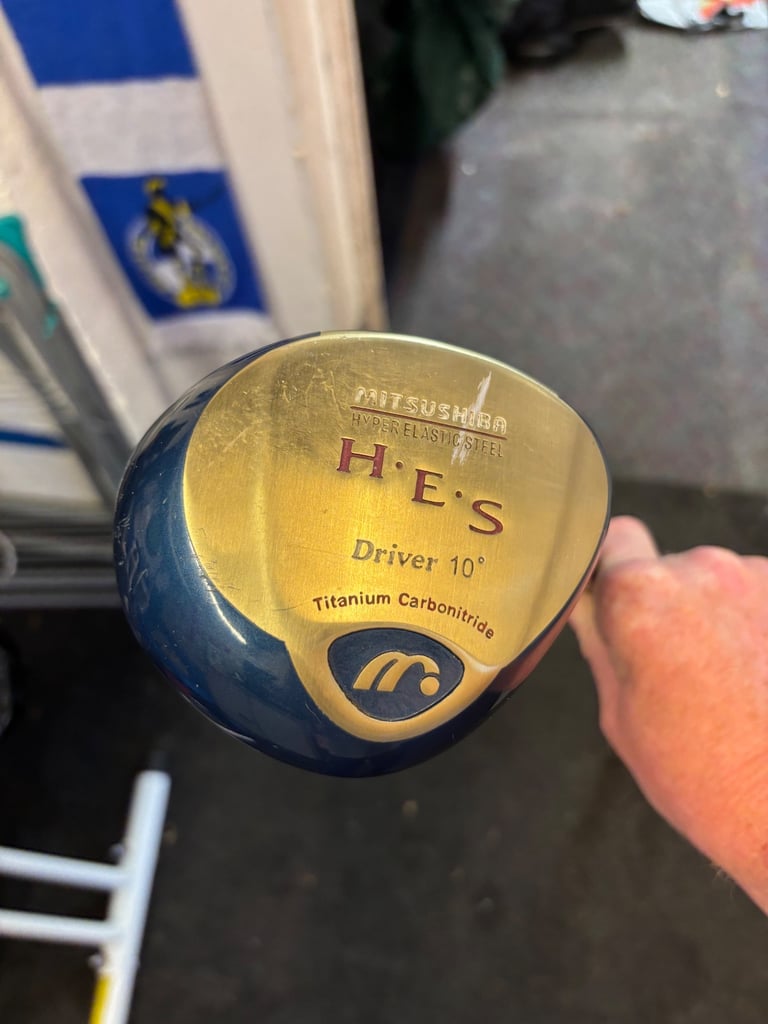 MITSUSHIBA
HYPER ELASTIC STEEL
H·E·S
Driver 10°
Titanium Carbonitride